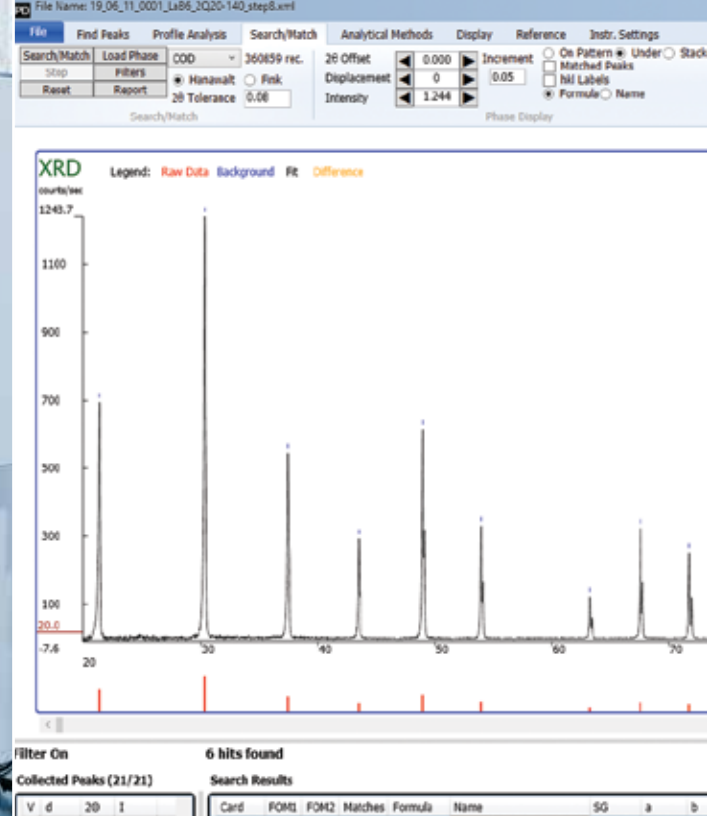 PD File Name: 19_06_11_0001_LaB6_2Q20-140_step8.xml
File Find Peaks Profile Analysis Search/Match Analytical Methods Display Reference Instr. Settings
Search/Match Load Phase COD 360859 rec. 2θ Offset 0.000 Increment On Pattern Under Stack
Stop Filters Hanawalt Fink Displacement 0 0.05 Matched Peaks
Reset Report 2θ Tolerance 0.08 Intensity 1.244 hkl Labels
Formula Name
Search/Match Phase Display
XRD Legend: Raw Data Background Fit Difference
counts/sec
1243.7
1100
900
700
500
300
100
20.0
-7.6
20 30 40 50 60 70
Filter On 6 hits found
Collected Peaks (21/21) Search Results
V d 2θ I Card FOM1 FOM2 Matches Formula Name SG a b